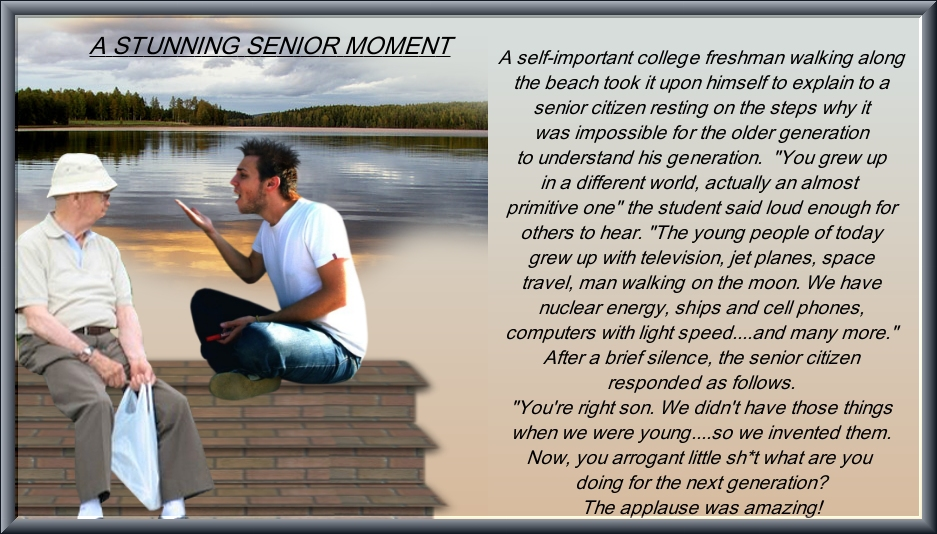 A STUNNING SENIOR MOMENT
A self-important college freshman walking along
the beach took it upon himself to explain to a
senior citizen resting on the steps why it
was impossible for the older generation
to understand his generation.  "You grew up
in a different world, actually an almost
primitive one" the student said loud enough for
others to hear. "The young people of today
grew up with television, jet planes, space
travel, man walking on the moon. We have
nuclear energy, ships and cell phones,
computers with light speed....and many more."
After a brief silence, the senior citizen
responded as follows.
"You're right son. We didn't have those things
when we were young....so we invented them.
Now, you arrogant little sh*t what are you
doing for the next generation?
The applause was amazing!